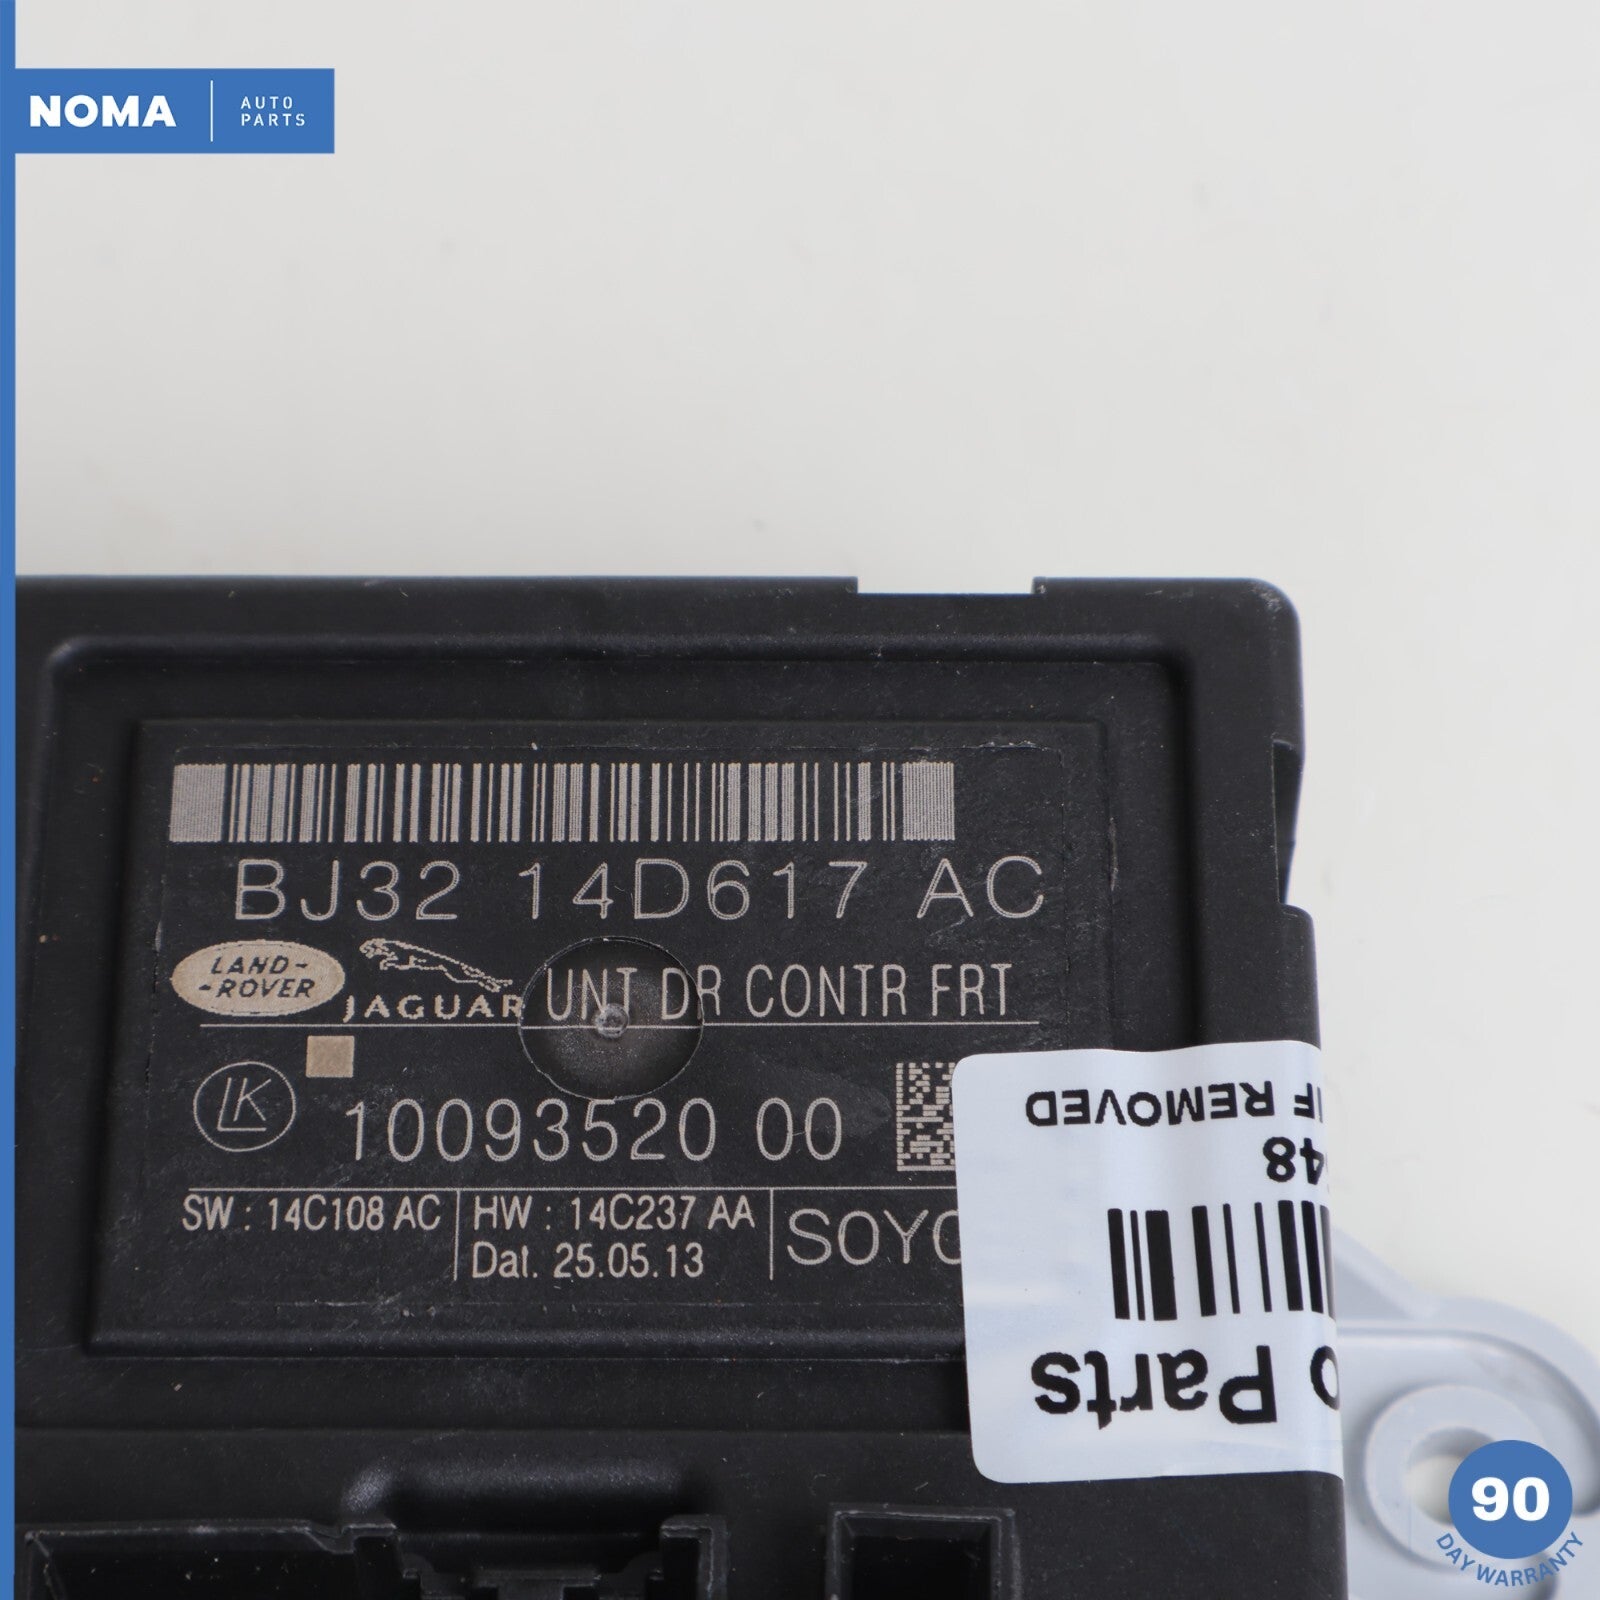 NOMA
AUTO
PARTS
BJ32 14D617 AC
LAND-
-ROVER
JAGUAR
UNT DR CONTR FRT
LK
10093520 00
SW : 14C108 AC
HW : 14C237 AA
Dat. 25.05.13
IF REMOVED
48
Parts
90
DAY WARRANTY